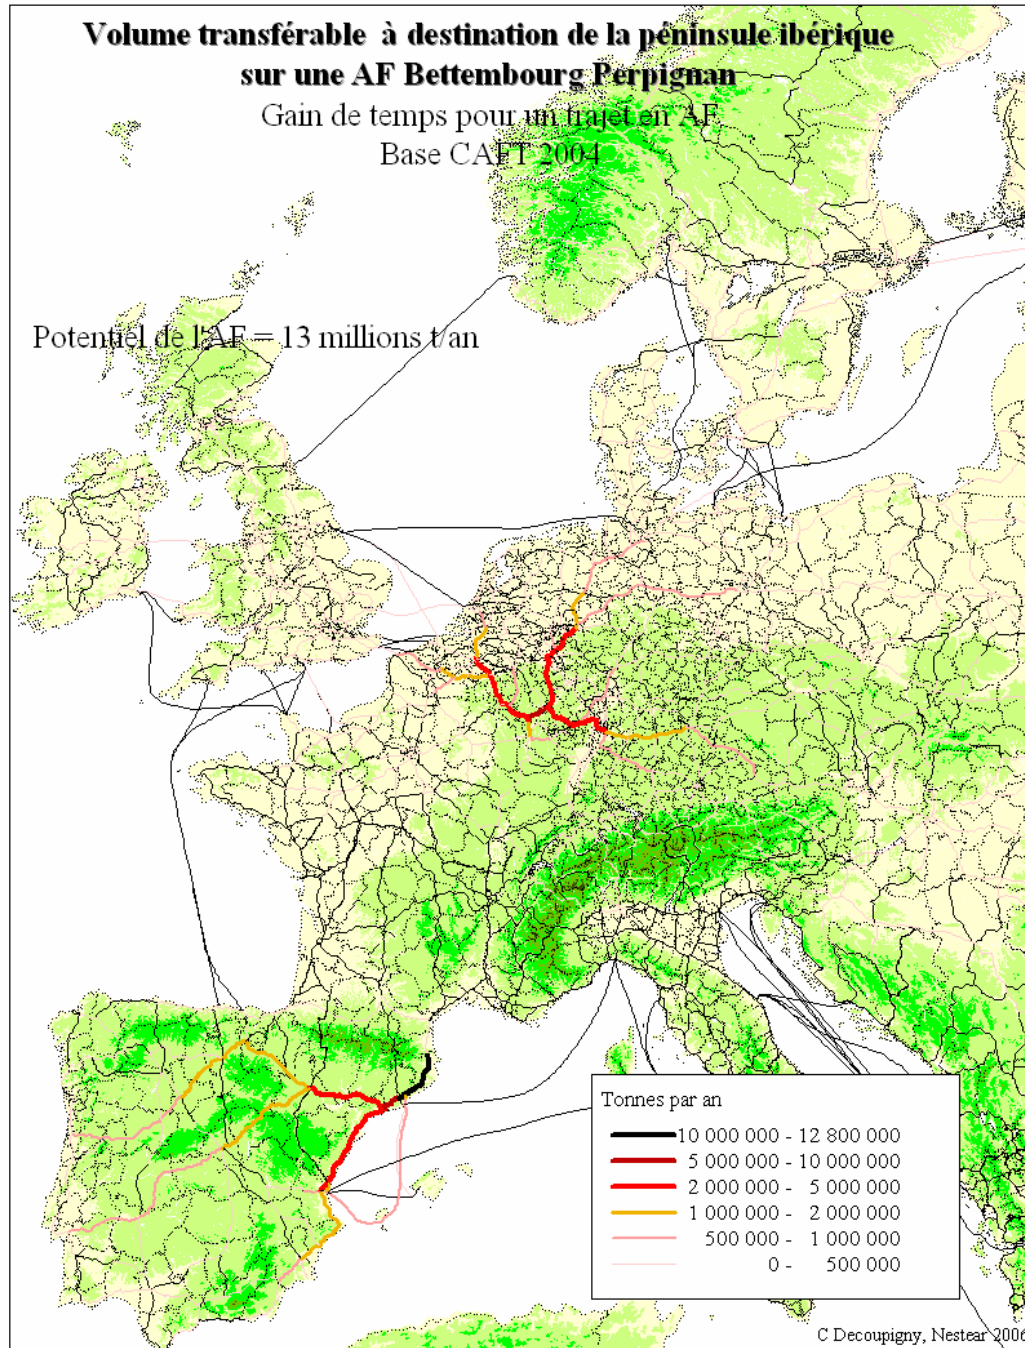 Volume transférable à destination de la péninsule ibérique
sur une AF Bettembourg Perpignan
Gain de temps pour un trajet en AF
Base CAFT 2004
Potentiel de l'AF = 13 millions t/an
Tonnes par an
10 000 000 - 12 800 000
5 000 000 - 10 000 000
2 000 000 - 5 000 000
1 000 000 - 2 000 000
500 000 - 1 000 000
0 - 500 000
C Decoupigny, Nestear 2006